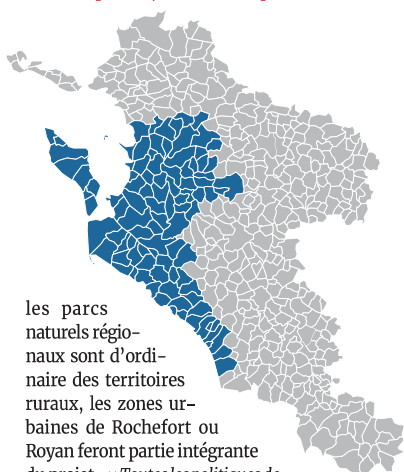 les parcs
naturels régio-
naux sont d'ordi-
naire des territoires
ruraux, les zones ur-
baines de Rochefort ou
Royan feront partie intégrante